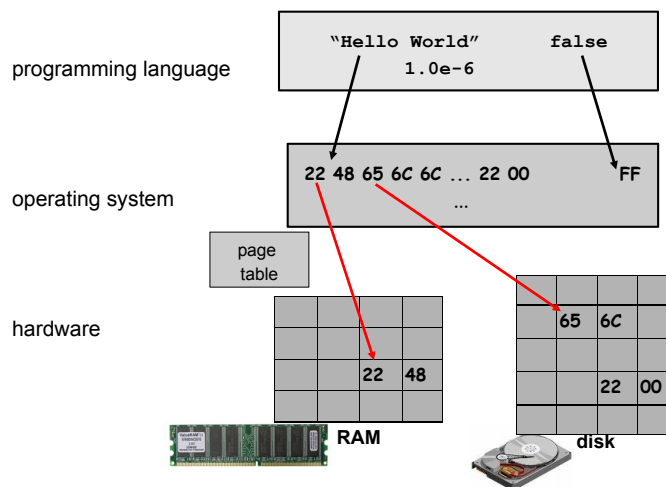 “Hello World” false
programming language
1.0e-6
22 48 65 6C 6C ... 22 00 FF
operating system
...
page
table
hardware
65 6C
22 48
22 00
RAM
disk